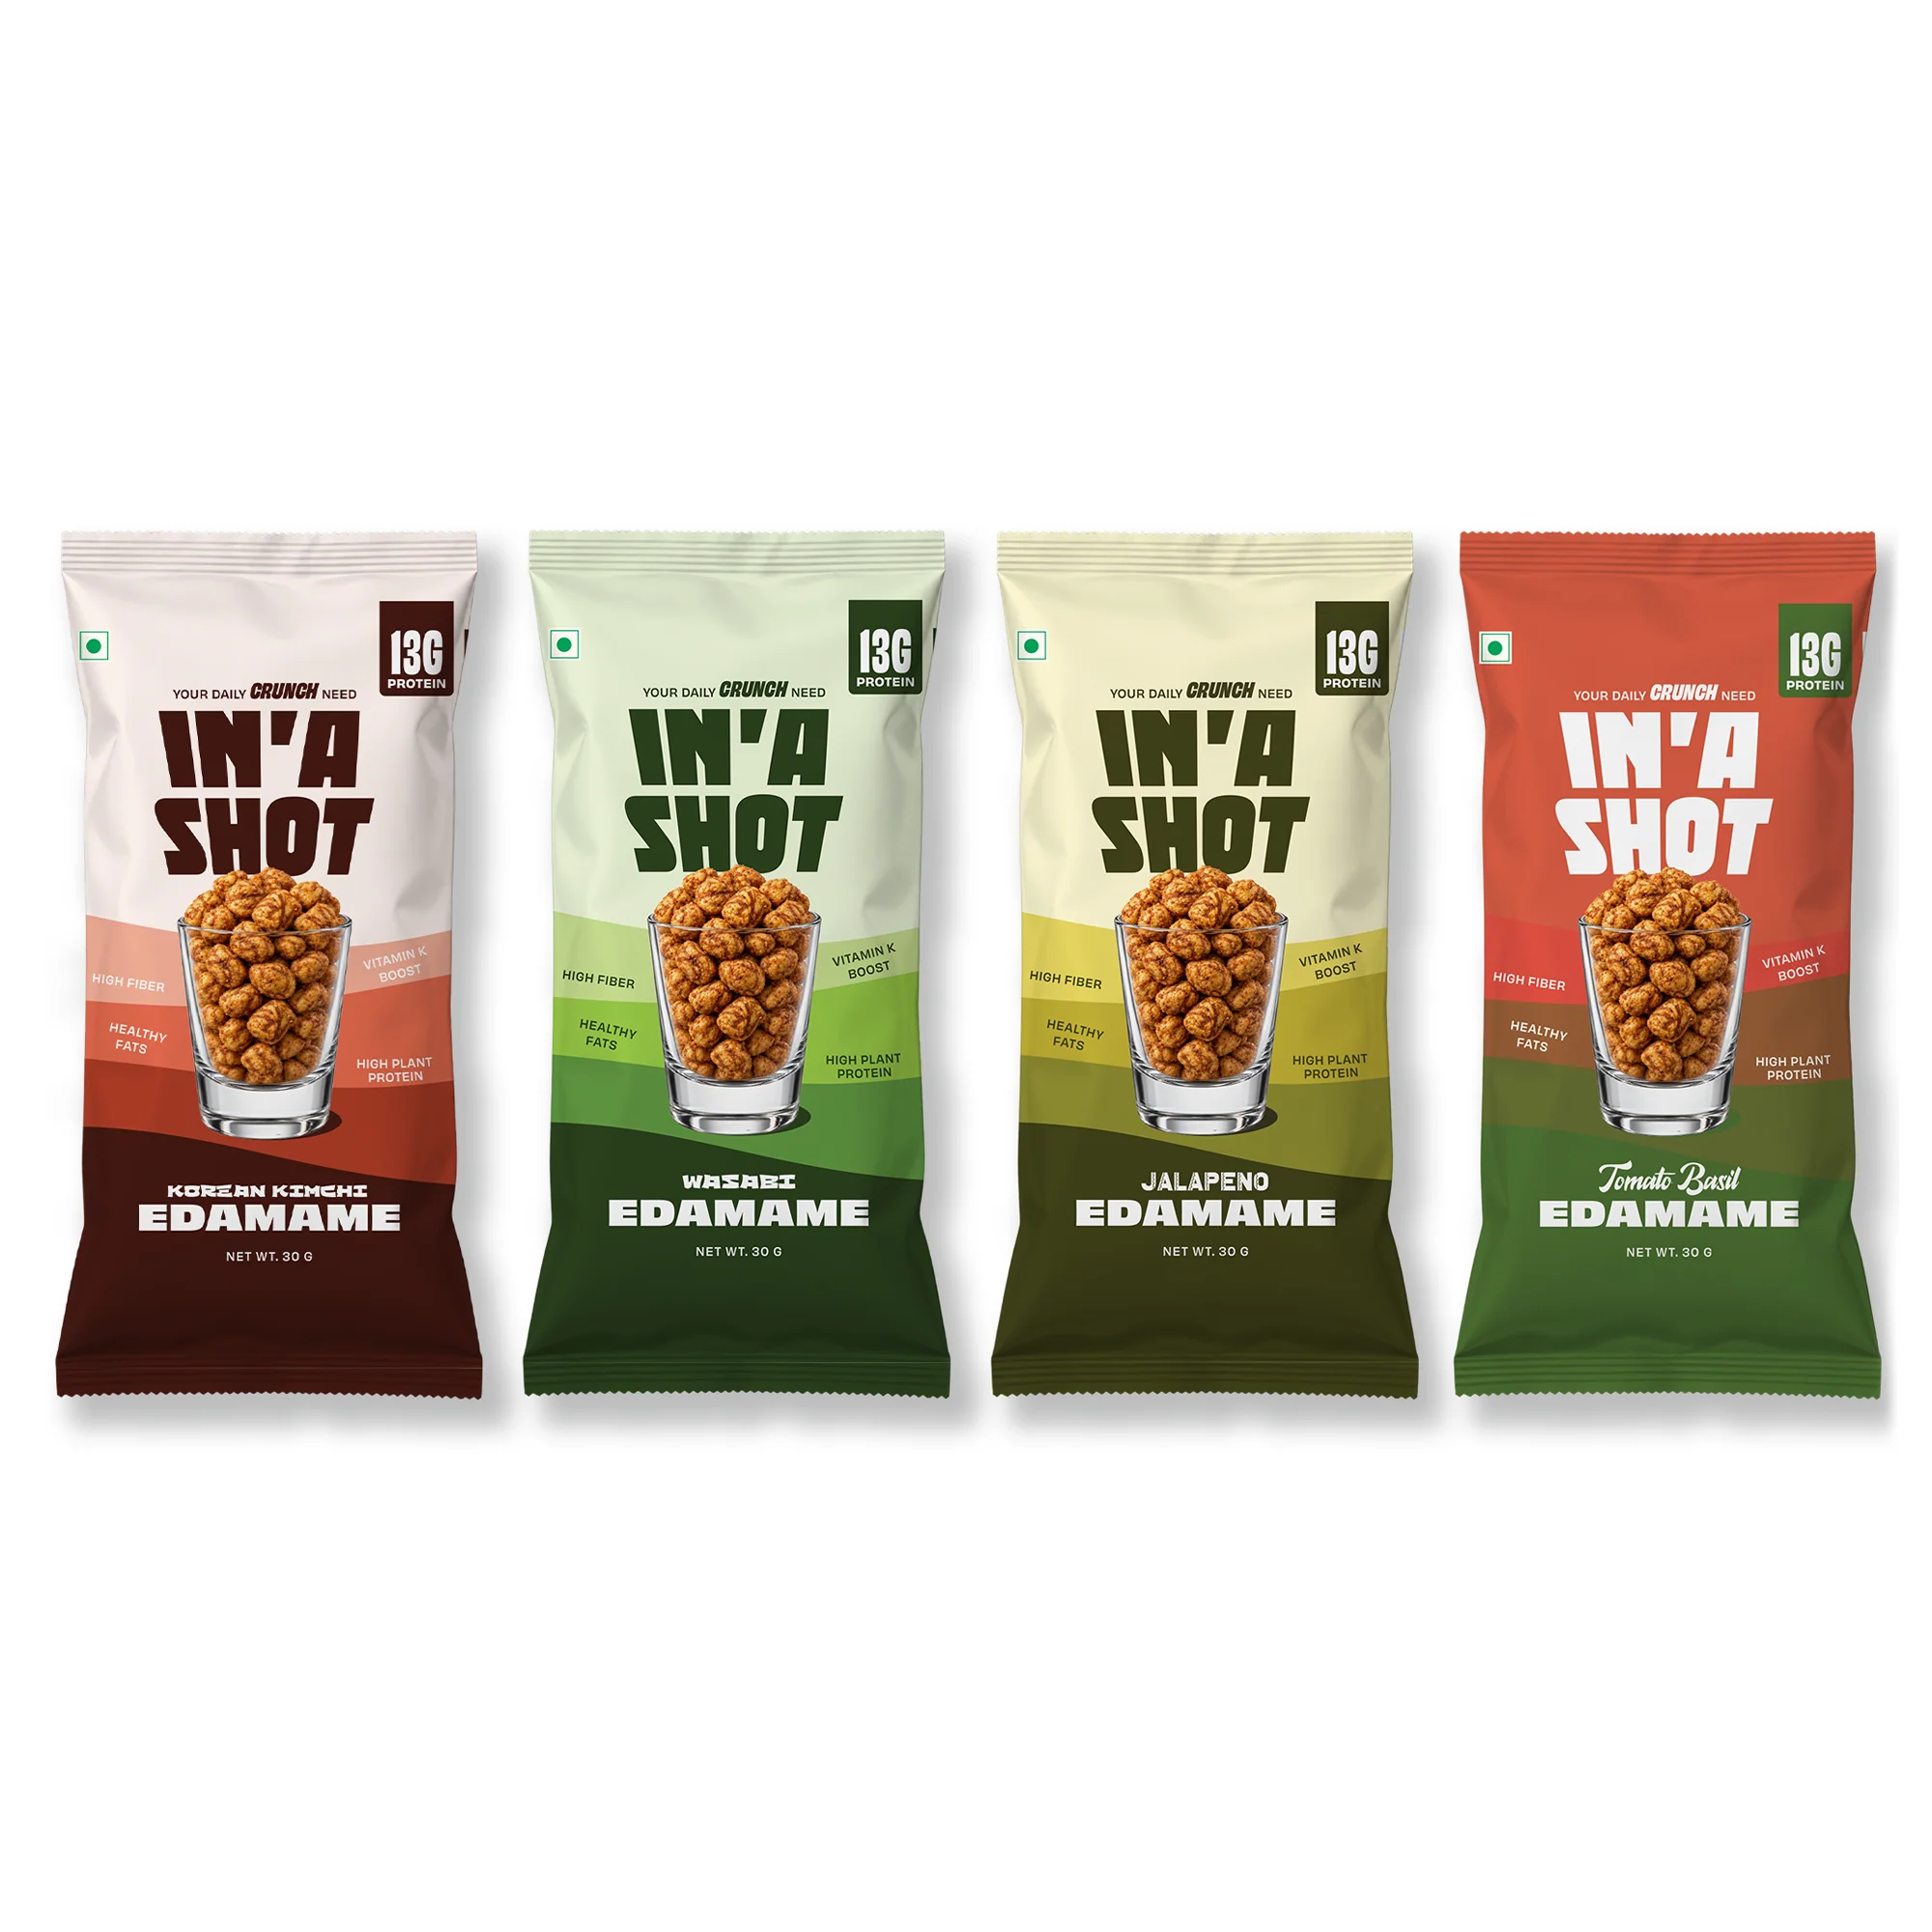 13G
PROTEIN
YOUR DAILY CRUNCH NEED
IN'A
SHOT
HIGH FIBER
VITAMIN K
BOOST
HEALTHY
FATS
HIGH PLANT
PROTEIN
KOREAN KIMCHI
EDAMAME
NET WT. 30 G
13G
PROTEIN
YOUR DAILY CRUNCH NEED
IN'A
SHOT
HIGH FIBER
VITAMIN K
BOOST
HEALTHY
FATS
HIGH PLANT
PROTEIN
WASABI
EDAMAME
NET WT. 30 G
13G
PROTEIN
YOUR DAILY CRUNCH NEED
IN'A
SHOT
HIGH FIBER
VITAMIN K
BOOST
HEALTHY
FATS
HIGH PLANT
PROTEIN
JALAPENO
EDAMAME
NET WT. 30 G
13G
PROTEIN
YOUR DAILY CRUNCH NEED
IN'A
SHOT
HIGH FIBER
VITAMIN K
BOOST
HEALTHY
FATS
HIGH PLANT
PROTEIN
Tomato Basil
EDAMAME
NET WT. 30 G